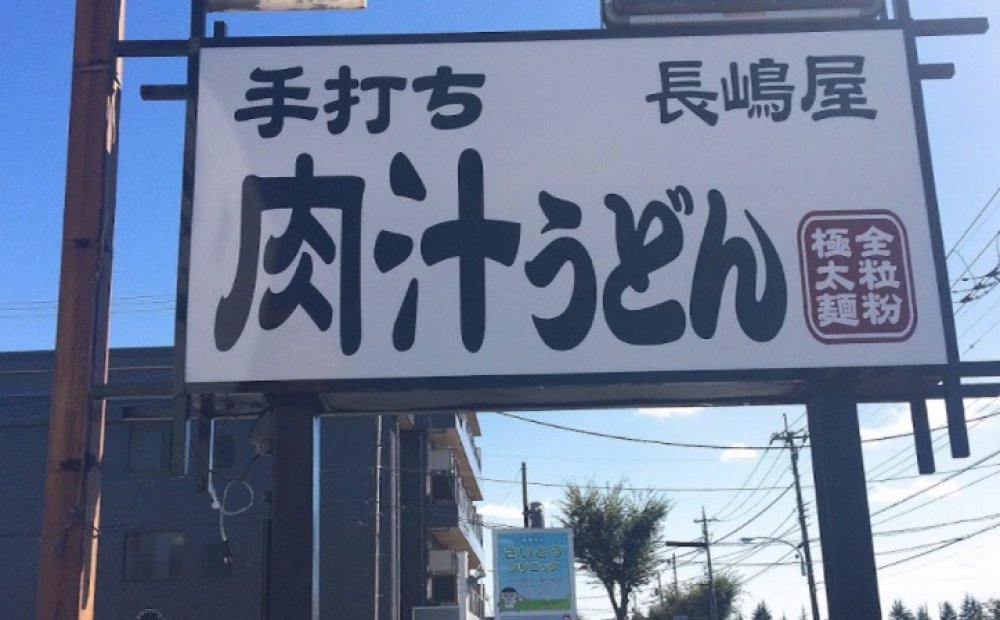 手打ち 長嶋屋
肉汁うどん
全粒粉
極太麺
さいとう
クリニック